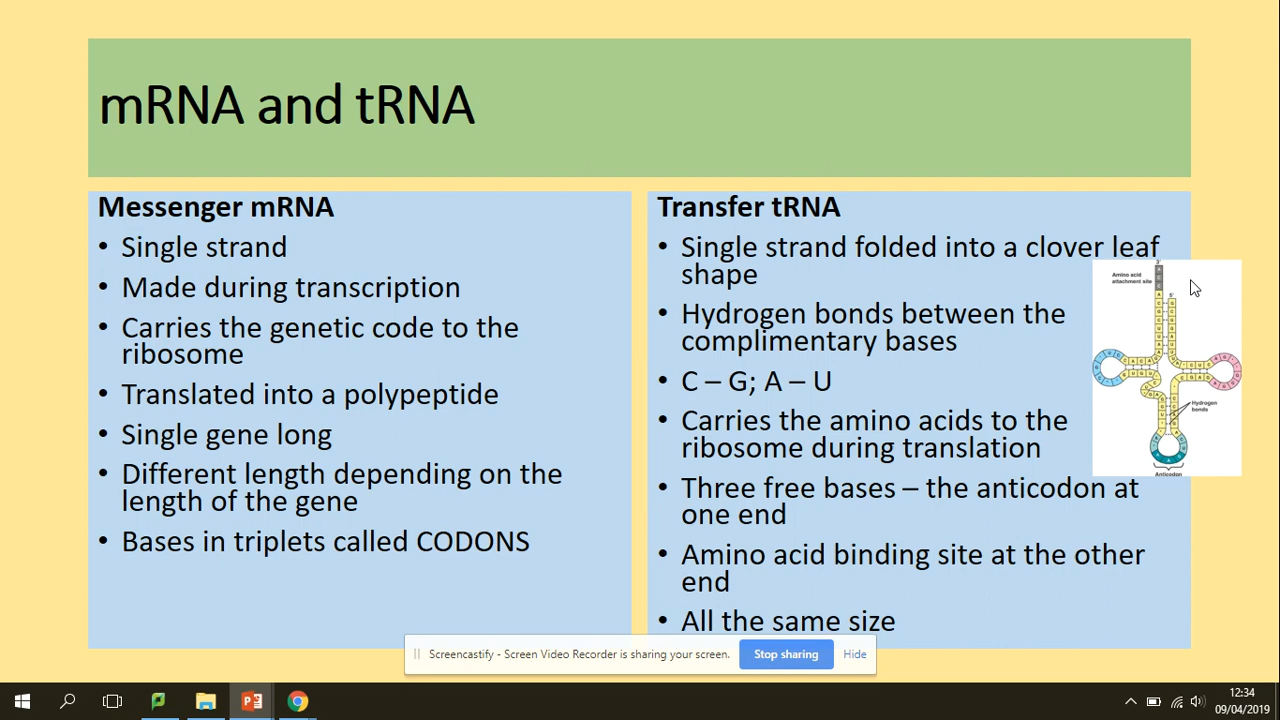 mRNA and tRNA
Messenger mRNA
• Single strand
• Made during transcription
• Carries the genetic code to the
ribosome
• Translated into a polypeptide
• Single gene long
• Different length depending on the
length of the gene
• Bases in triplets called CODONS
Transfer tRNA
• Single strand folded into a clover leaf
shape
• Hydrogen bonds between the
complimentary bases
• C – G; A – U
• Carries the amino acids to the
ribosome during translation
• Three free bases – the anticodon at
one end
• Amino acid binding site at the other
end
• All the same size
Amino acid
attachment site
3'
5'
Hydrogen
bonds
Anticodon
Screencastify - Screen Video Recorder is sharing your screen.
Stop sharing
Hide
12:34
09/04/2019